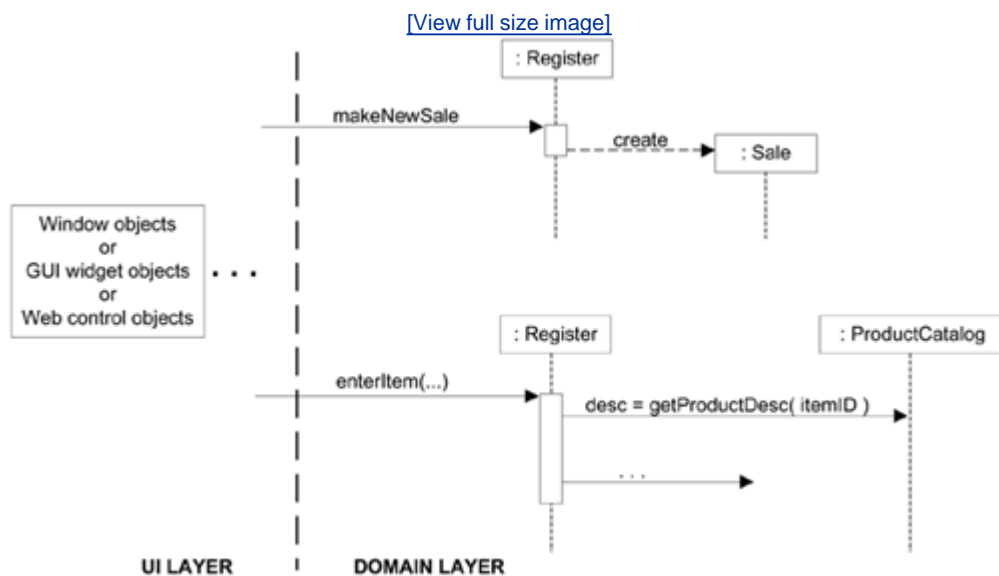 [View full size image]
: Register
makeNewSale
create
: Sale
Window objects
or
GUI widget objects
or
Web control objects
. . .
: Register
: ProductCatalog
enterItem(...)
desc = getProductDesc( itemID )
. . .
UI LAYER
DOMAIN LAYER